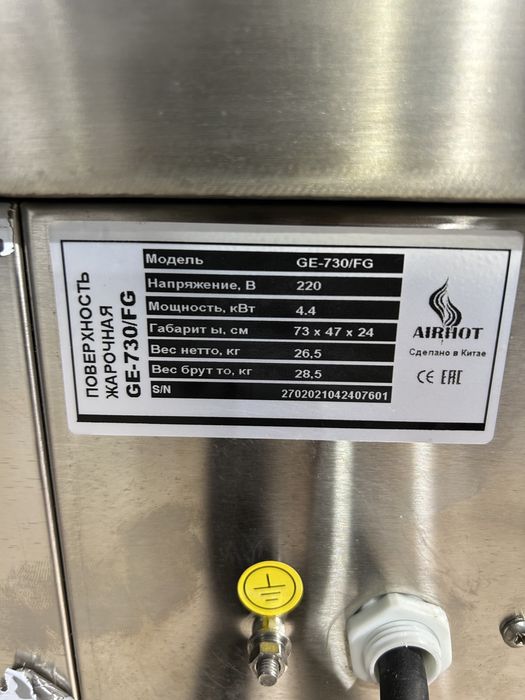 ПОВЕРХНОСТЬ
ЖАРОЧНАЯ
GE-730/FG
Модель GE-730/FG
Напряжение, В 220
Мощность, кВт 4.4
Габарит ы, см 73 x 47 x 24
Вес нетто, кг 26,5
Вес брут то, кг 28,5
S/N 2702021042407601
AIRHOT
Сделано в Китае
CE EAC